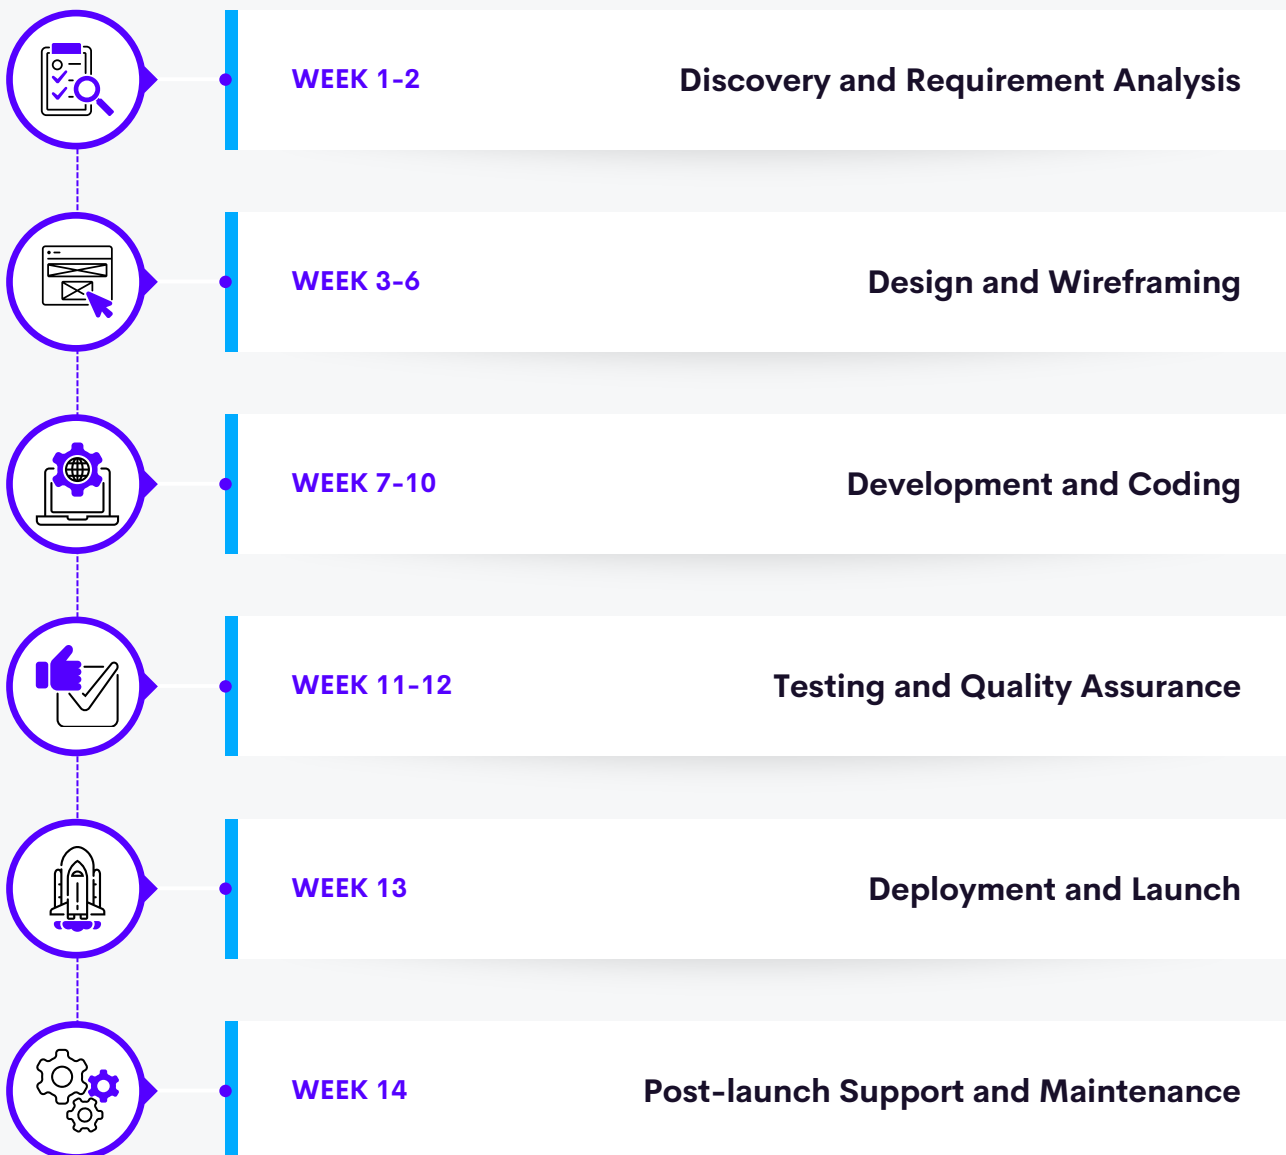 WEEK 1-2
Discovery and Requirement Analysis
WEEK 3-6
Design and Wireframing
WEEK 7-10
Development and Coding
WEEK 11-12
Testing and Quality Assurance
WEEK 13
Deployment and Launch
WEEK 14
Post-launch Support and Maintenance